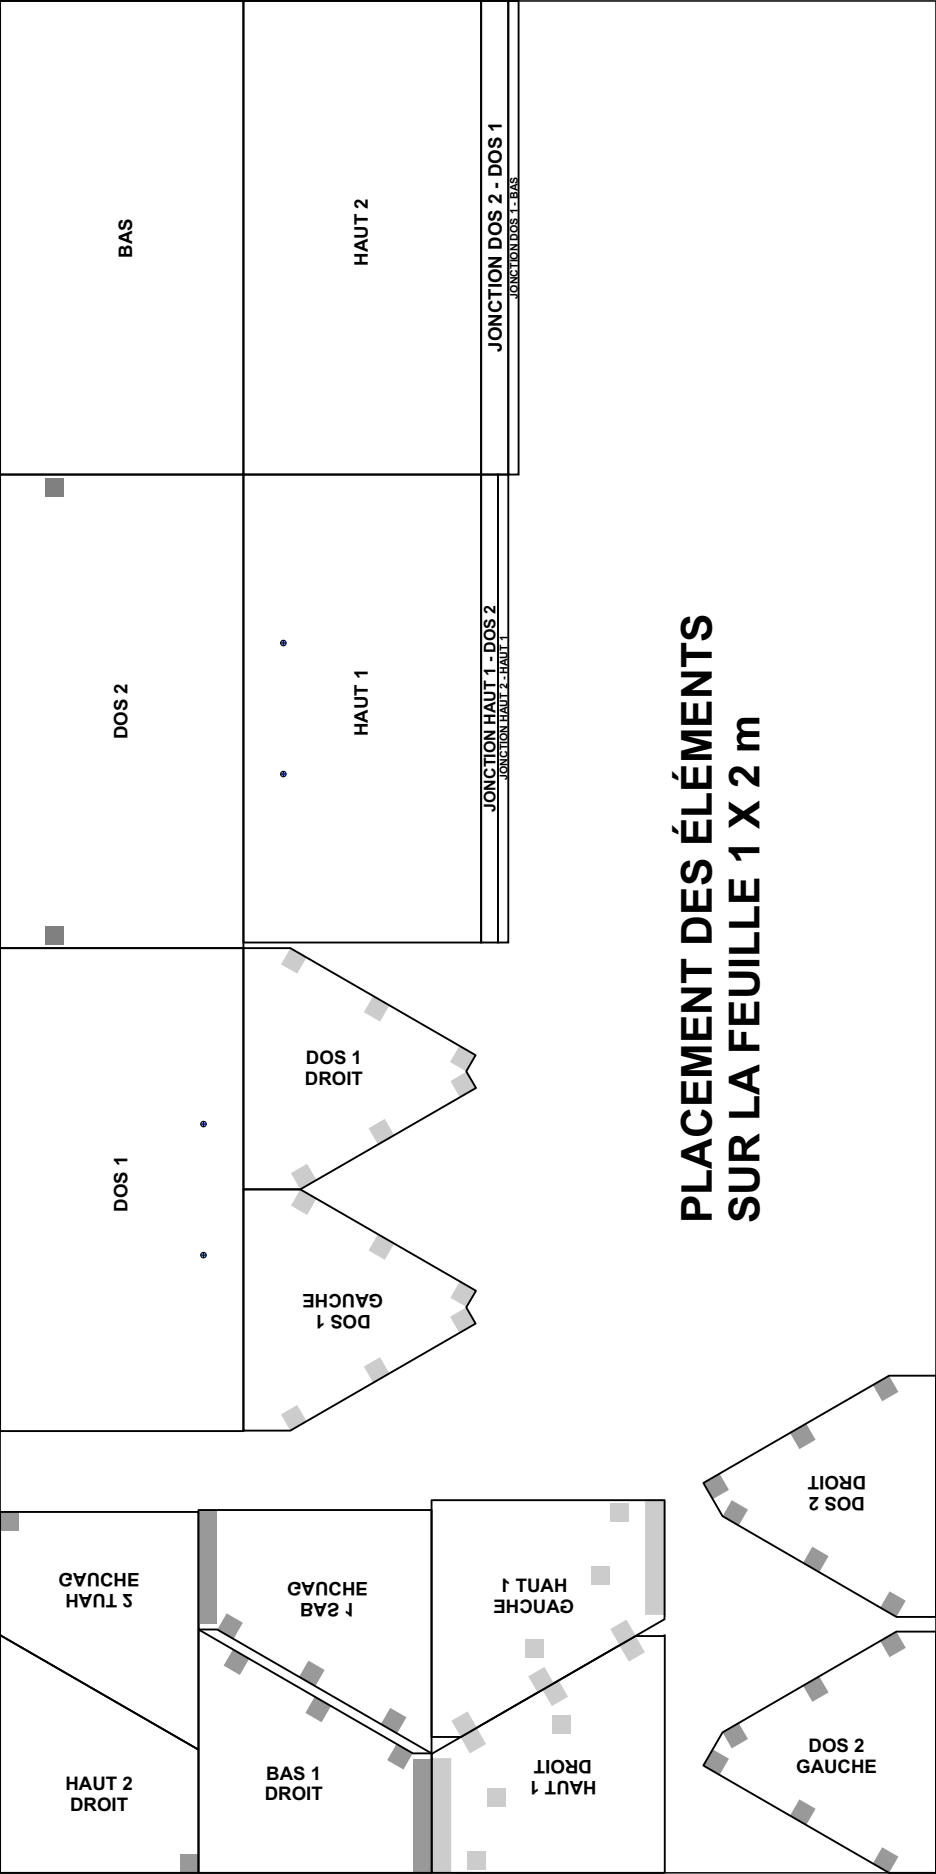 BAS
HAUT 2
JONCTION DOS 2 - DOS 1
JONCTION DOS 1 - BAS
DOS 2
HAUT 1
JONCTION HAUT 1 - DOS 2
JONCTION HAUT 2 - HAUT 1
DOS 1
DOS 1
DROIT
DOS 1
GAUCHE
PLACEMENT DES ÉLÉMENTS
SUR LA FEUILLE 1 X 2 m
HAUT 2
GAUCHE
BAS 1
GAUCHE
HAUT 1
GAUCHE
DOS 2
DROIT
HAUT 2
DROIT
BAS 1
DROIT
HAUT 1
DROIT
DOS 2
GAUCHE